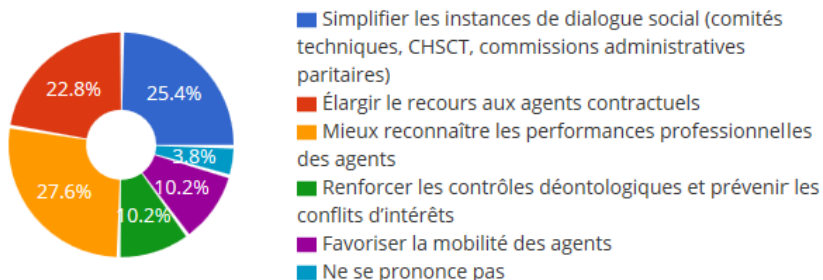 Simplifier les instances de dialogue social (comités
techniques, CHSCT, commissions administratives
paritaires)
Élargir le recours aux agents contractuels
Mieux reconnaître les performances professionnelles
des agents
Renforcer les contrôles déontologiques et prévenir les
conflits d’intérêts
Favoriser la mobilité des agents
Ne se prononce pas
22.8%
25.4%
3.8%
27.6%
10.2%
10.2%